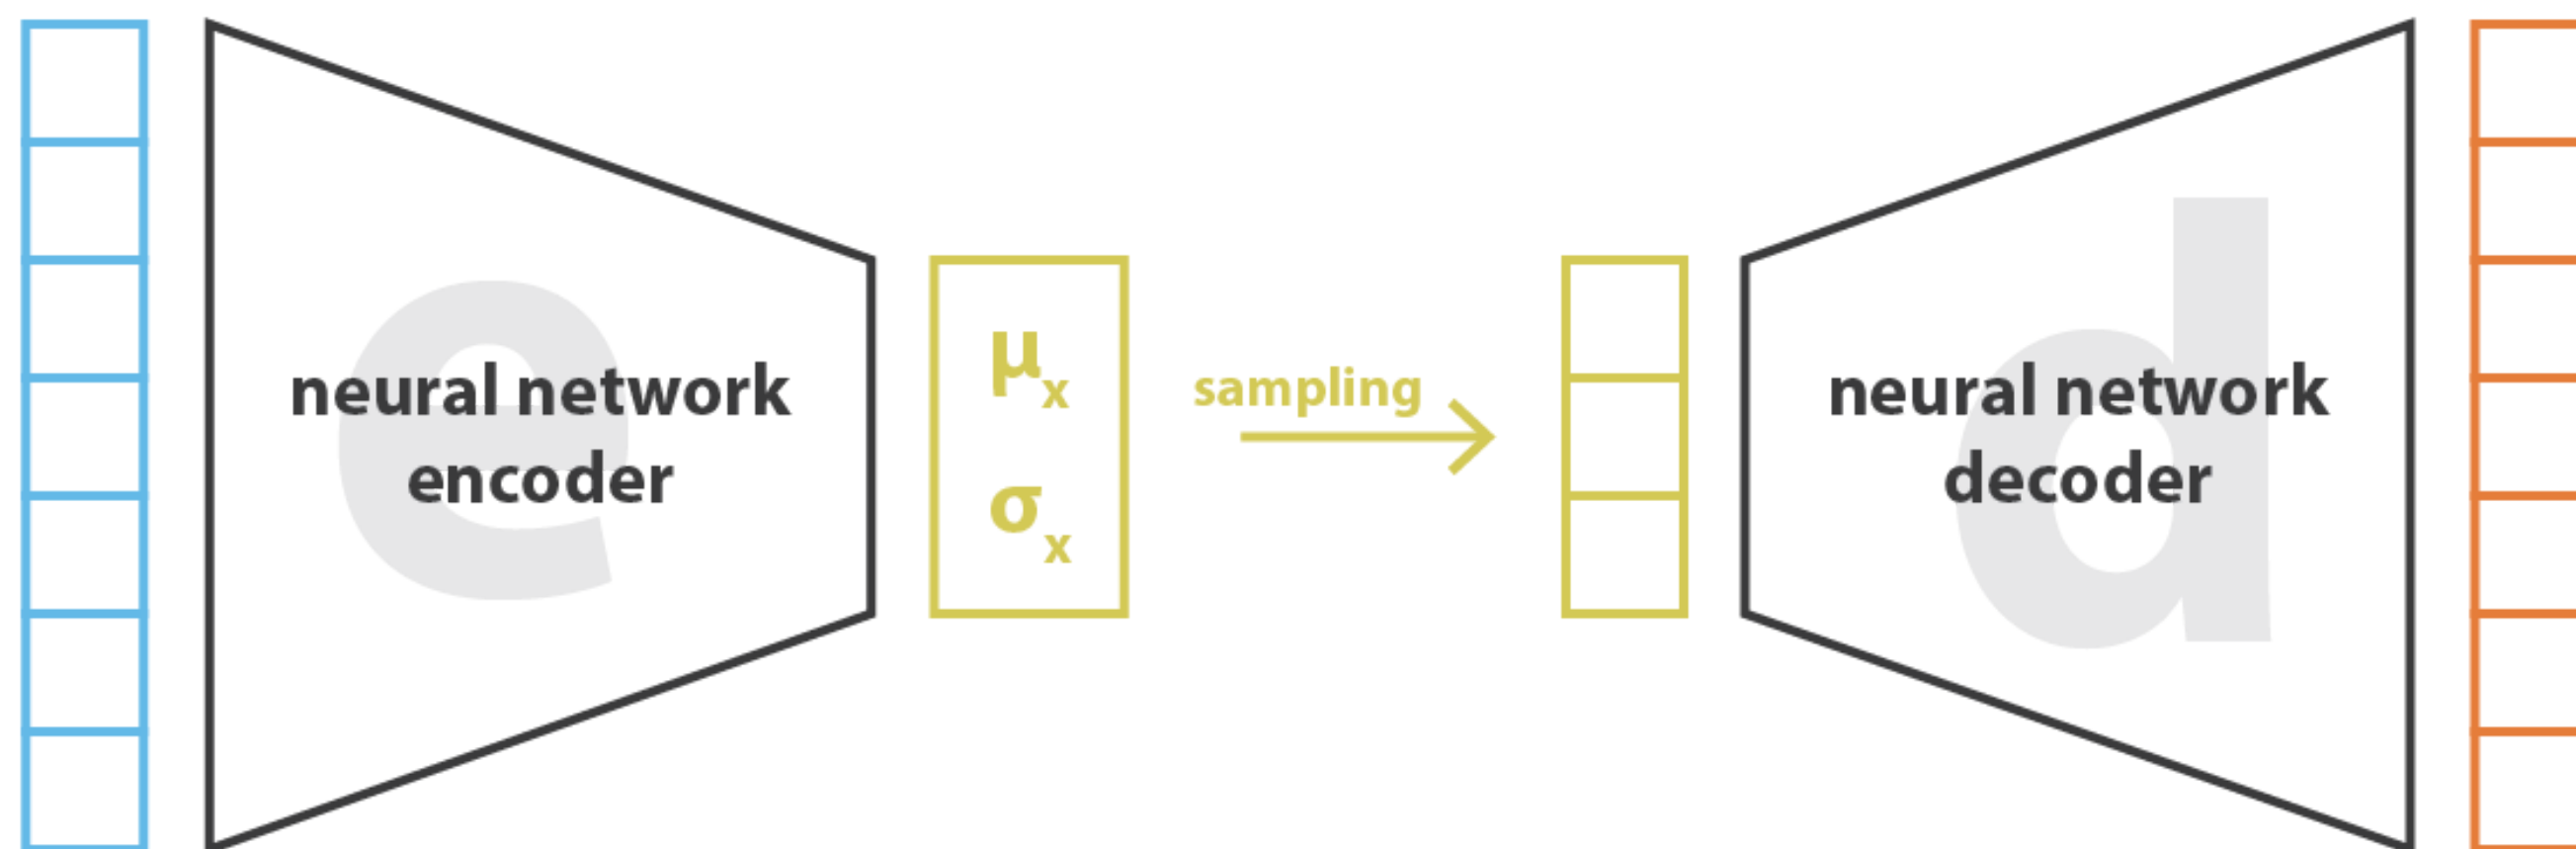 e
neural network
encoder
μx
σx
sampling
d
neural network
decoder